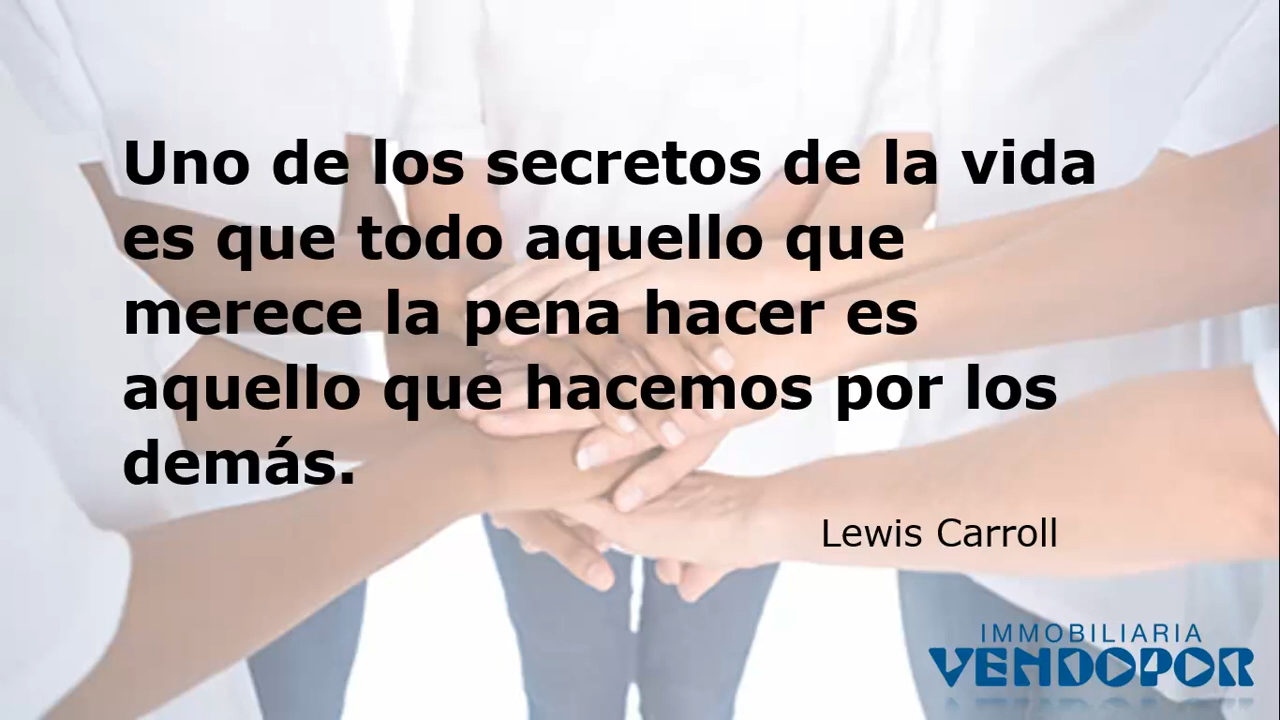 Uno de los secretos de la vida
es que todo aquello que
merece la pena hacer es
aquello que hacemos por los
demás.
Lewis Carroll
IMMOBILIARIA
VENDOPOR